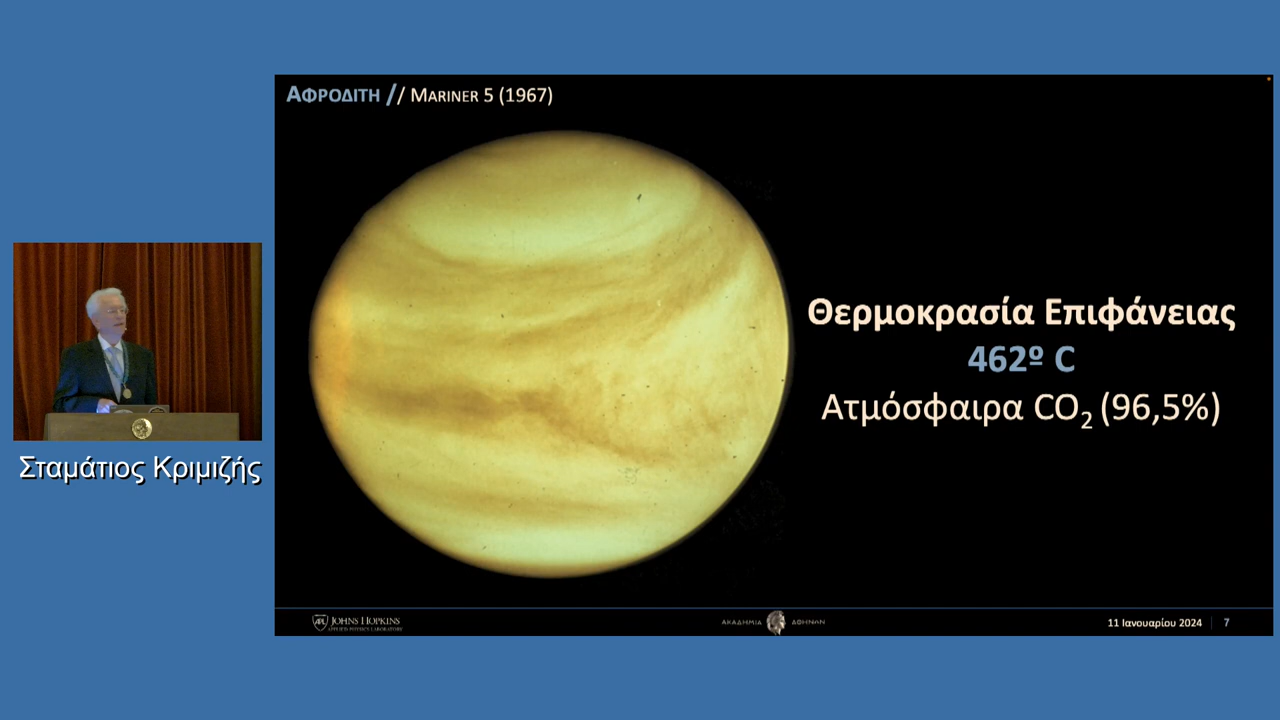 ΑΦΡΟΔΙΤΗ // MARINER 5 (1967)
Θερμοκρασία Επιφάνειας
462º C
Ατμόσφαιρα CO₂ (96,5%)
Σταμάτιος Κριμιζής
APL JOHNS HOPKINS
APPLIED PHYSICS LABORATORY
ΑΚΑΔΗΜΙΑ ΑΘΗΝΩΝ
11 Ιανουαρίου 2024 7